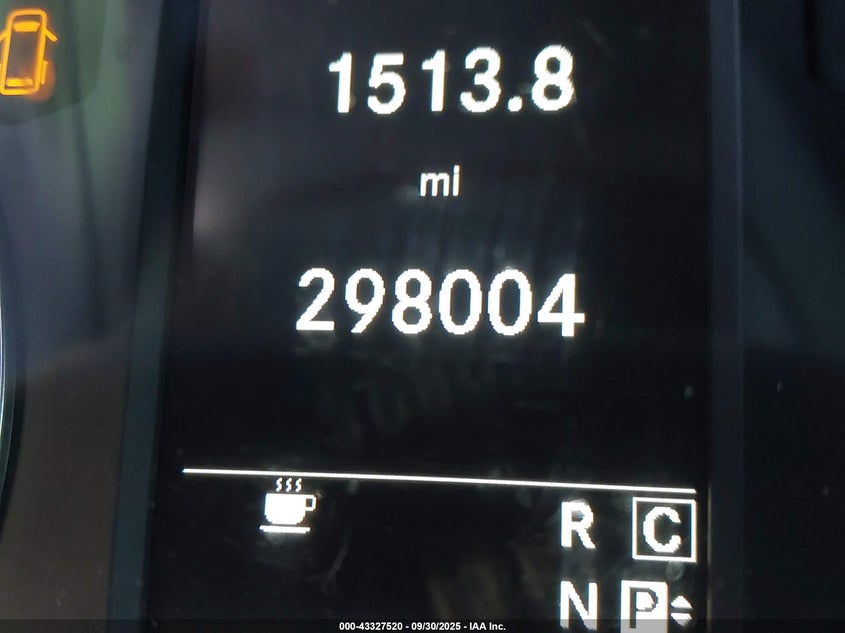 1513.8
mi
298004
R C
N P
000-43327520 - 09/30/2025 - IAA Inc.